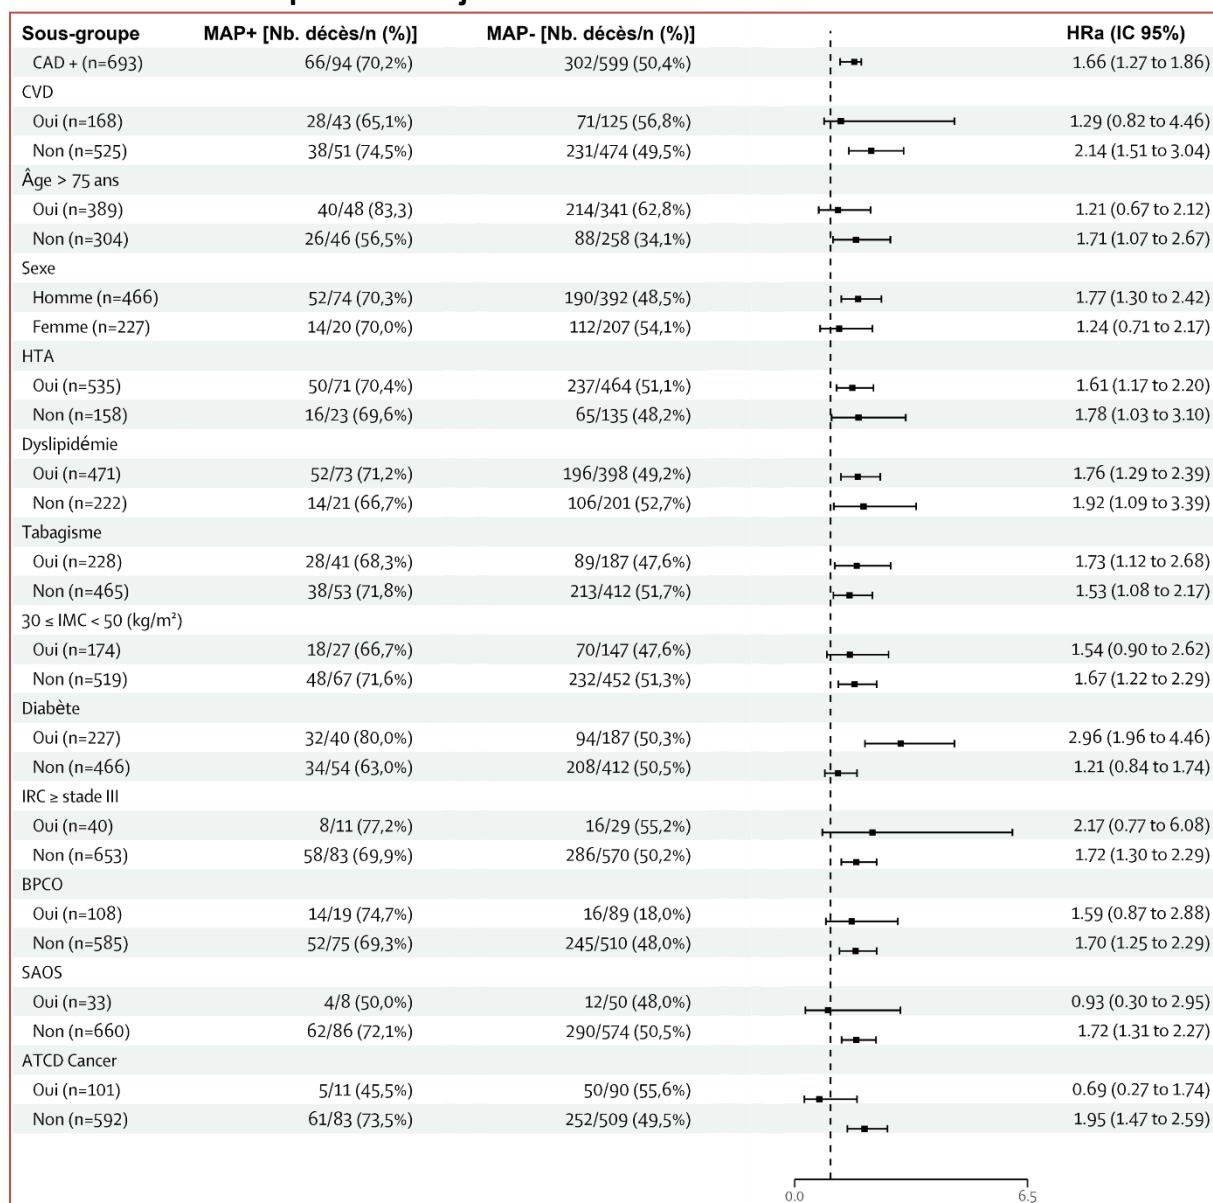 Sous-groupe MAP+ [Nb. décès/n (%)] MAP- [Nb. décès/n (%)] HRa (IC 95%)
CAD + (n=693) 66/94 (70,2%) 302/599 (50,4%) 1.66 (1.27 to 1.86)
CVD
Oui (n=168) 28/43 (65,1%) 71/125 (56,8%) 1.29 (0.82 to 4.46)
Non (n=525) 38/51 (74,5%) 231/474 (49,5%) 2.14 (1.51 to 3.04)
Âge > 75 ans
Oui (n=389) 40/48 (83,3) 214/341 (62,8%) 1.21 (0.67 to 2.12)
Non (n=304) 26/46 (56,5%) 88/258 (34,1%) 1.71 (1.07 to 2.67)
Sexe
Homme (n=466) 52/74 (70,3%) 190/392 (48,5%) 1.77 (1.30 to 2.42)
Femme (n=227) 14/20 (70,0%) 112/207 (54,1%) 1.24 (0.71 to 2.17)
HTA
Oui (n=535) 50/71 (70,4%) 237/464 (51,1%) 1.61 (1.17 to 2.20)
Non (n=158) 16/23 (69,6%) 65/135 (48,2%) 1.78 (1.03 to 3.10)
Dyslipidémie
Oui (n=471) 52/73 (71,2%) 196/398 (49,2%) 1.76 (1.29 to 2.39)
Non (n=222) 14/21 (66,7%) 106/201 (52,7%) 1.92 (1.09 to 3.39)
Tabagisme
Oui (n=228) 28/41 (68,3%) 89/187 (47,6%) 1.73 (1.12 to 2.68)
Non (n=465) 38/53 (71,8%) 213/412 (51,7%) 1.53 (1.08 to 2.17)
30 ≤ IMC < 50 (kg/m²)
Oui (n=174) 18/27 (66,7%) 70/147 (47,6%) 1.54 (0.90 to 2.62)
Non (n=519) 48/67 (71,6%) 232/452 (51,3%) 1.67 (1.22 to 2.29)
Diabète
Oui (n=227) 32/40 (80,0%) 94/187 (50,3%) 2.96 (1.96 to 4.46)
Non (n=466) 34/54 (63,0%) 208/412 (50,5%) 1.21 (0.84 to 1.74)
IRC ≥ stade III
Oui (n=40) 8/11 (77,2%) 16/29 (55,2%) 2.17 (0.77 to 6.08)
Non (n=653) 58/83 (69,9%) 286/570 (50,2%) 1.72 (1.30 to 2.29)
BPCO
Oui (n=108) 14/19 (74,7%) 16/89 (18,0%) 1.59 (0.87 to 2.88)
Non (n=585) 52/75 (69,3%) 245/510 (48,0%) 1.70 (1.25 to 2.29)
SAOS
Oui (n=33) 4/8 (50,0%) 12/50 (48,0%) 0.93 (0.30 to 2.95)
Non (n=660) 62/86 (72,1%) 290/574 (50,5%) 1.72 (1.31 to 2.27)
ATCD Cancer
Oui (n=101) 5/11 (45,5%) 50/90 (55,6%) 0.69 (0.27 to 1.74)
Non (n=592) 61/83 (73,5%) 252/509 (49,5%) 1.95 (1.47 to 2.59)
0.0 6.5